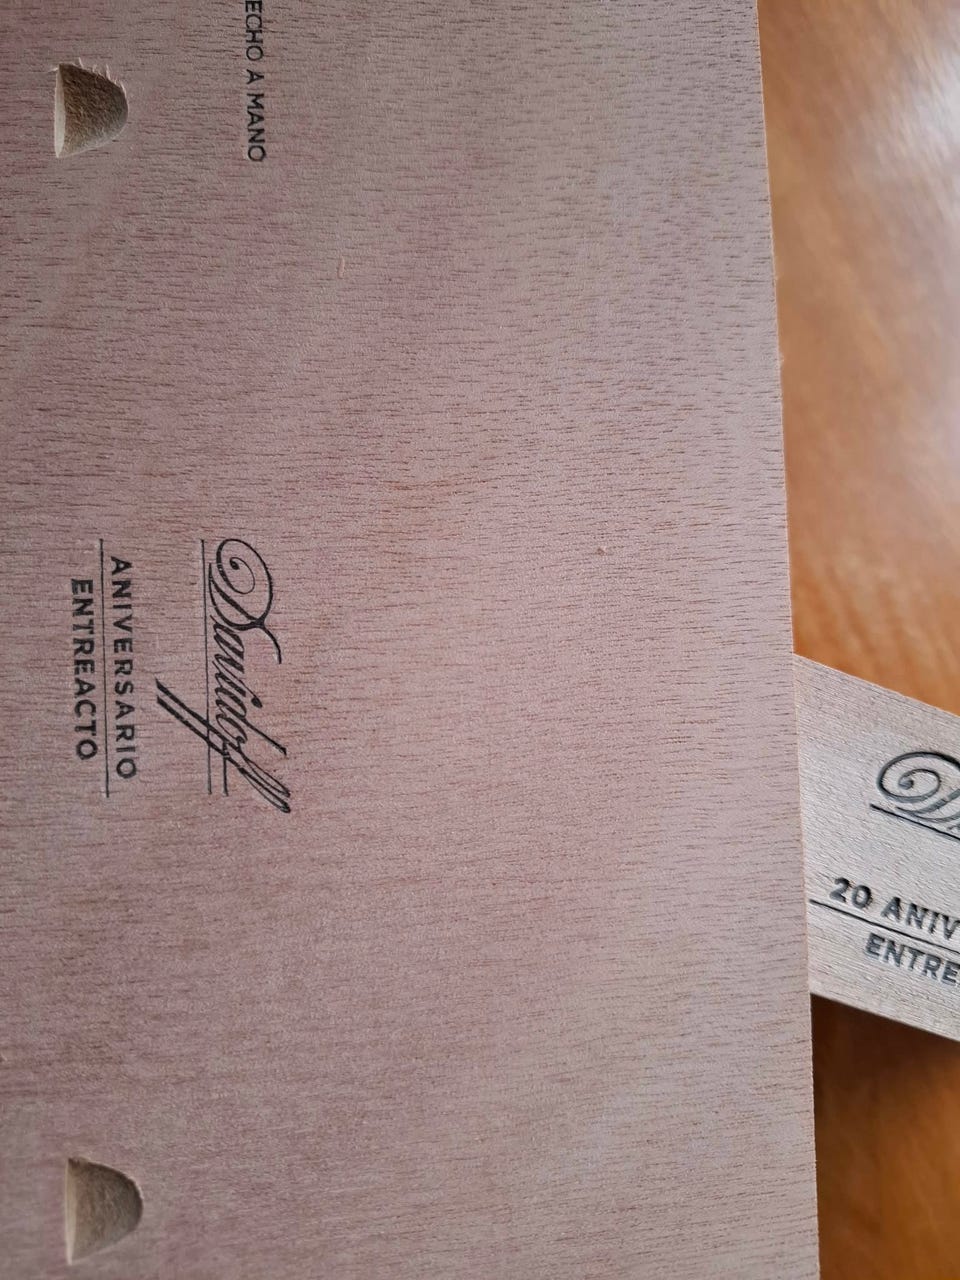 ECHO A MANO
Davidoff
ANIVERSARIO
ENTREACTO
20 ANIV
ENTRE